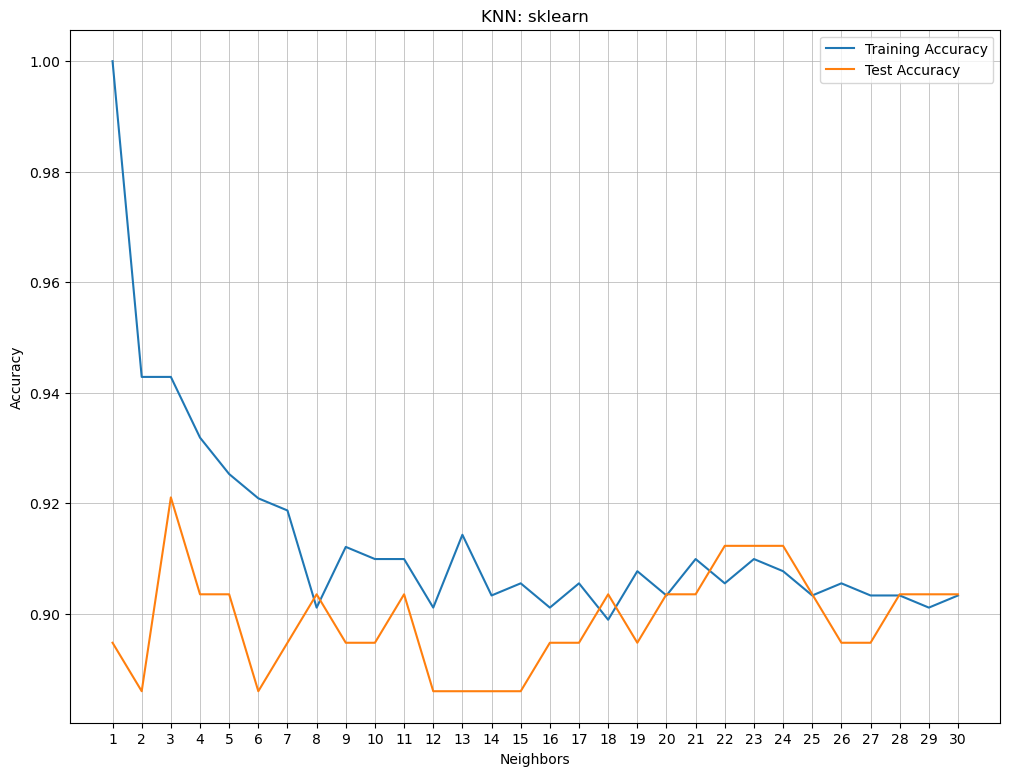 KNN: sklearn
Training Accuracy
Test Accuracy
1.00
0.98
0.96
0.94
0.92
0.90
Accuracy
1 2 3 4 5 6 7 8 9 10 11 12 13 14 15 16 17 18 19 20 21 22 23 24 25 26 27 28 29 30
Neighbors